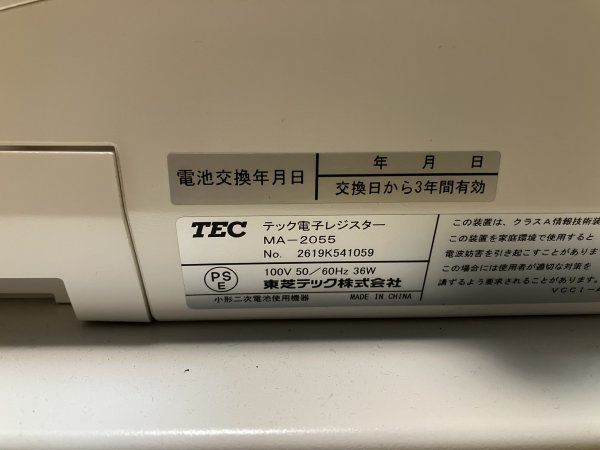 電池交換年月日
年 月 日
交換日から3年間有効
TEC テック電子レジスター
MA-2055
No. 2619K541059
PS
E
100V 50/60Hz 36W
東芝テック株式会社
小形二次電池使用機器 MADE IN CHINA
この装置は、クラスA情報技術装
この装置を家庭環境で使用すると
電波妨害を引き起こすことがありま
この場合には使用者が適切な対策を
講ずるよう要求されることがあります。
VCCI-A